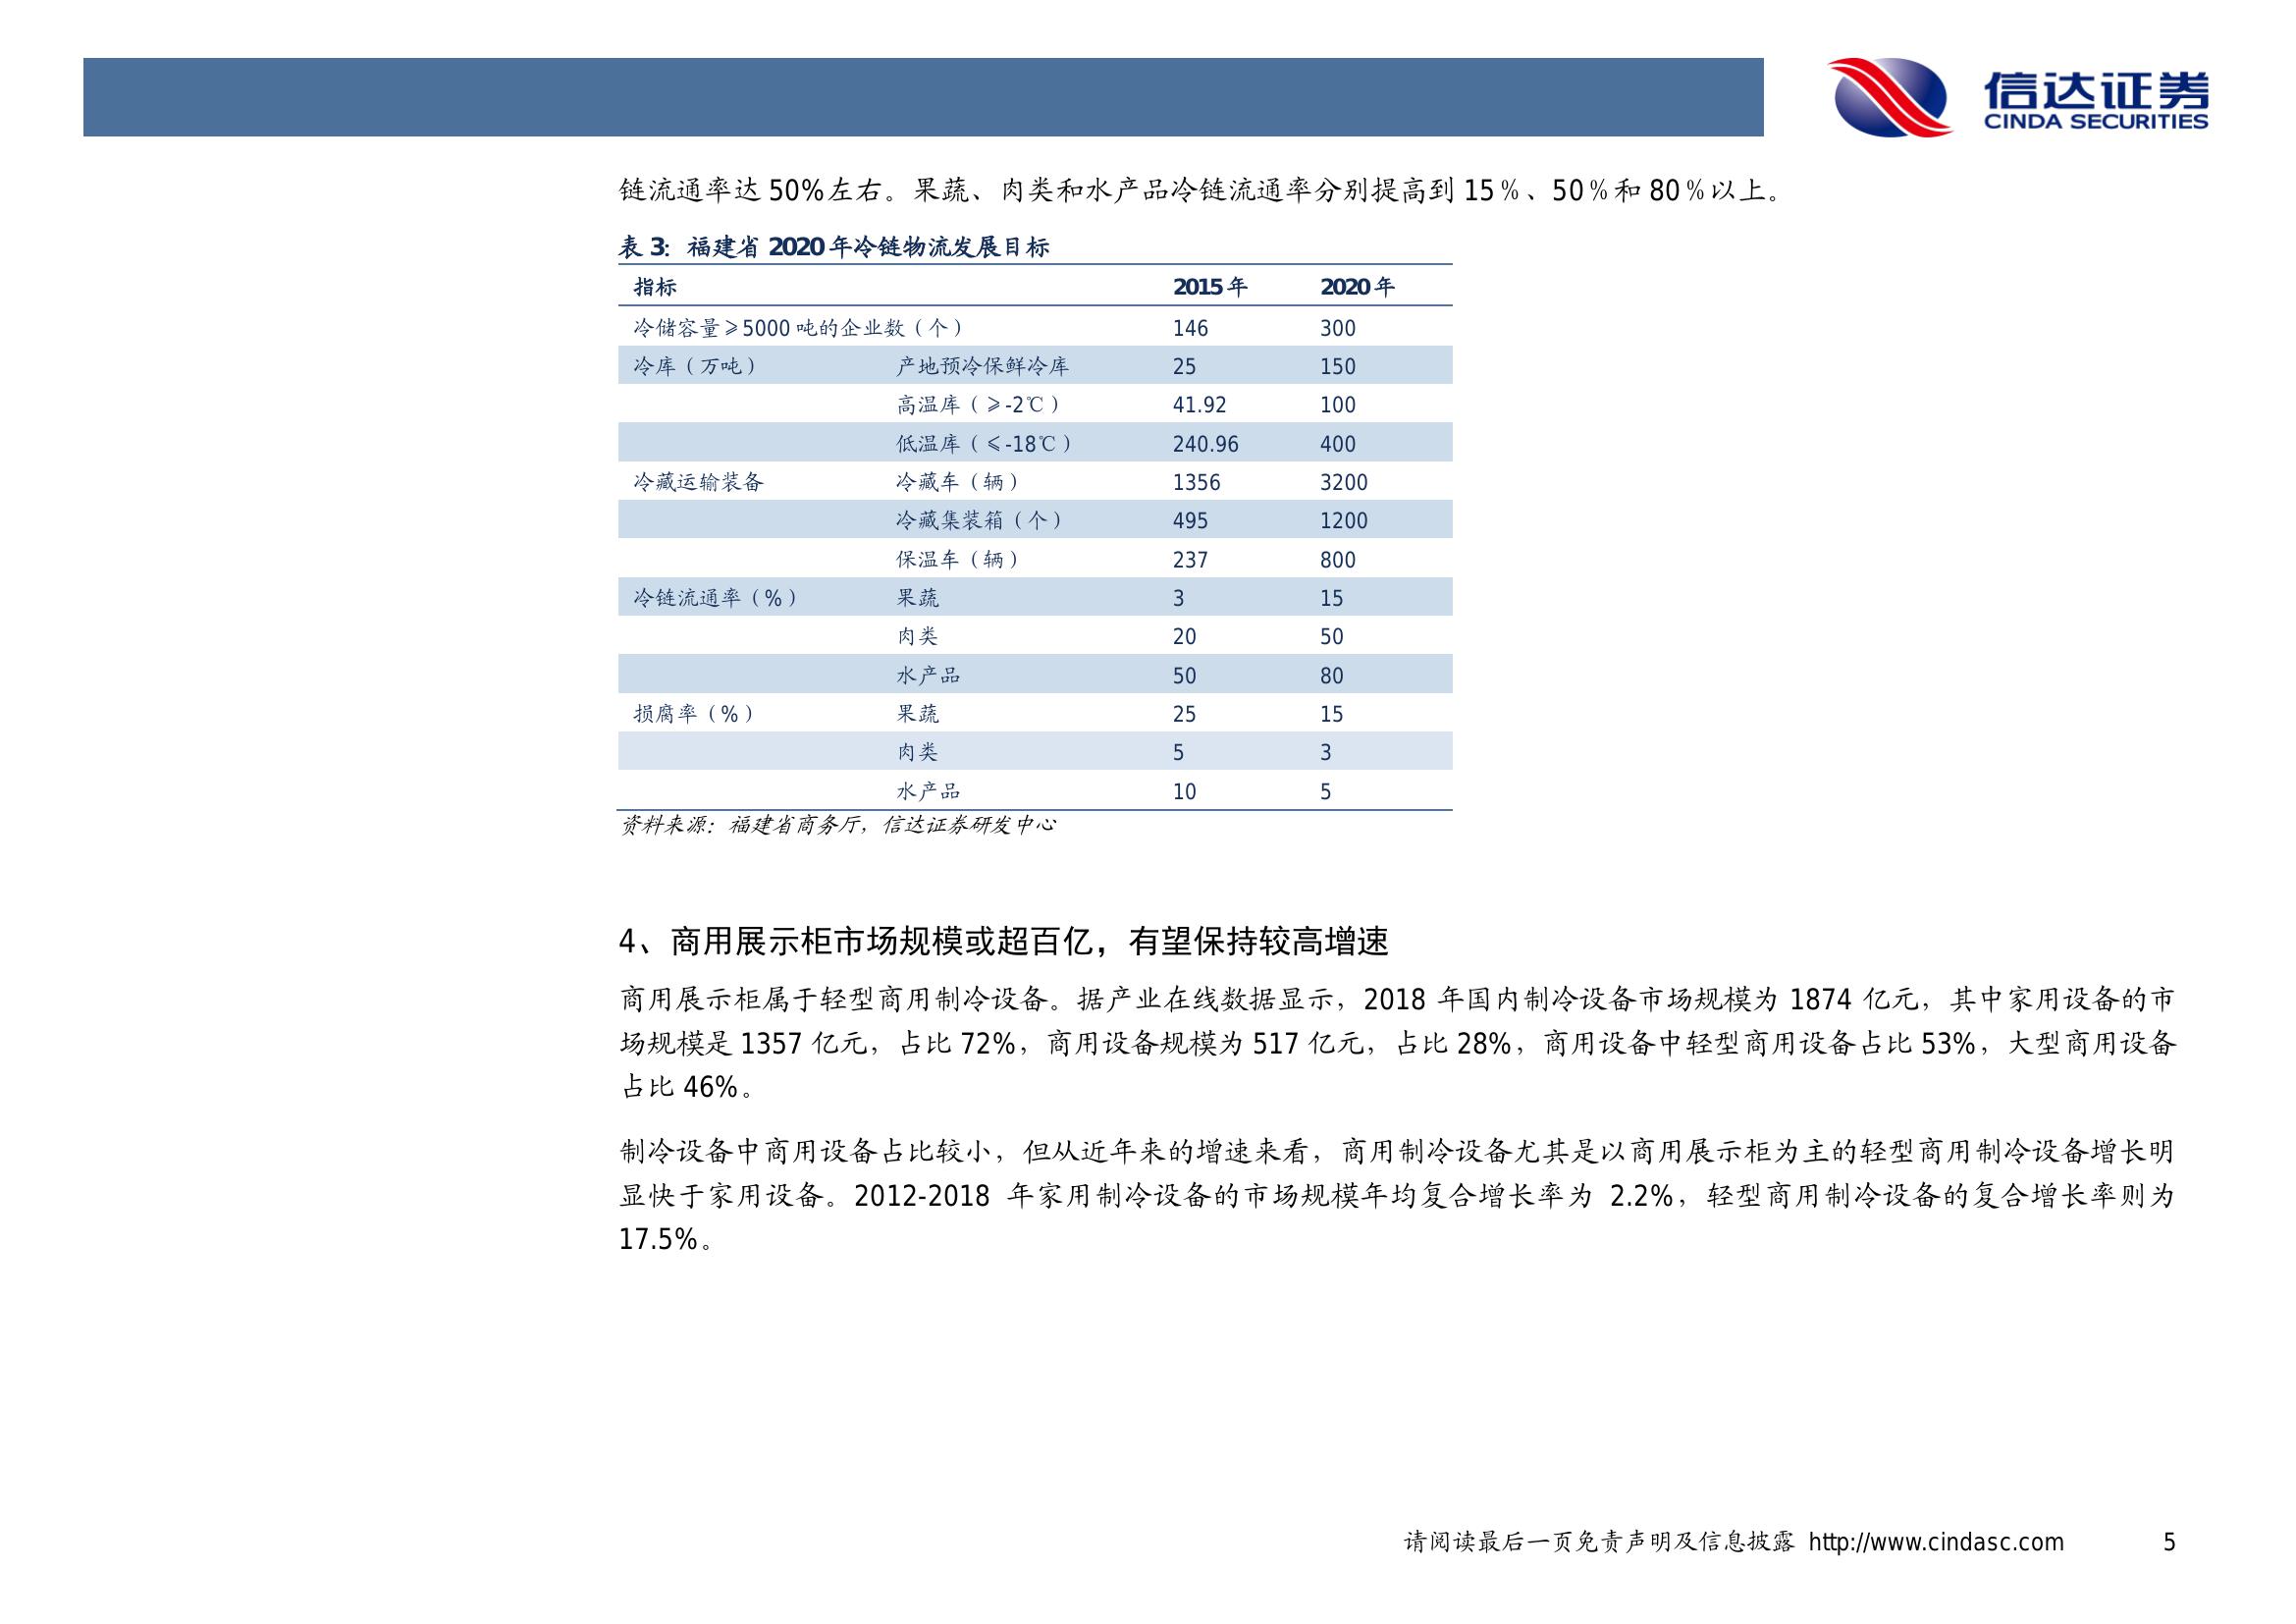 信达证券
CINDA SECURITIES
链流通率达 50%左右。果蔬、肉类和水产品冷链流通率分别提高到 15％、50％和 80％以上。
表 3：福建省 2020 年冷链物流发展目标
指标 2015 年 2020 年
冷储容量≥5000 吨的企业数（个） 146 300
冷库（万吨） 产地预冷保鲜冷库 25 150
高温库（≥-2℃） 41.92 100
低温库（≤-18℃） 240.96 400
冷藏运输装备 冷藏车（辆） 1356 3200
冷藏集装箱（个） 495 1200
保温车（辆） 237 800
冷链流通率（%） 果蔬 3 15
肉类 20 50
水产品 50 80
损腐率（%） 果蔬 25 15
肉类 5 3
水产品 10 5
资料来源：福建省商务厅，信达证券研发中心
4、商用展示柜市场规模或超百亿，有望保持较高增速
商用展示柜属于轻型商用制冷设备。据产业在线数据显示，2018 年国内制冷设备市场规模为 1874 亿元，其中家用设备的市
场规模是 1357 亿元，占比 72%，商用设备规模为 517 亿元，占比 28%，商用设备中轻型商用设备占比 53%，大型商用设备
占比 46%。
制冷设备中商用设备占比较小，但从近年来的增速来看，商用制冷设备尤其是以商用展示柜为主的轻型商用制冷设备增长明
显快于家用设备。2012-2018 年家用制冷设备的市场规模年均复合增长率为 2.2%，轻型商用制冷设备的复合增长率则为
17.5%。
请阅读最后一页免责声明及信息披露 http://www.cindasc.com 5